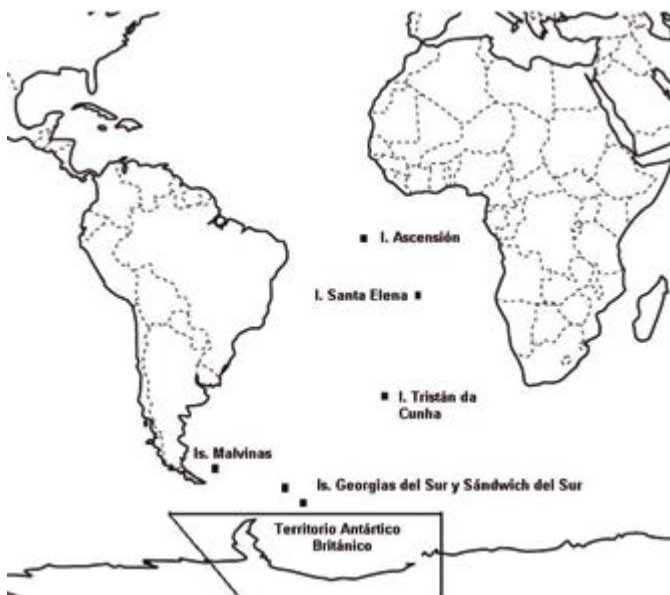 I. Ascensión
I. Santa Elena
I. Tristán da
Cunha
Is. Malvinas
Is. Georgias del Sur y Sándwich del Sur
Territorio Antártico
Británico